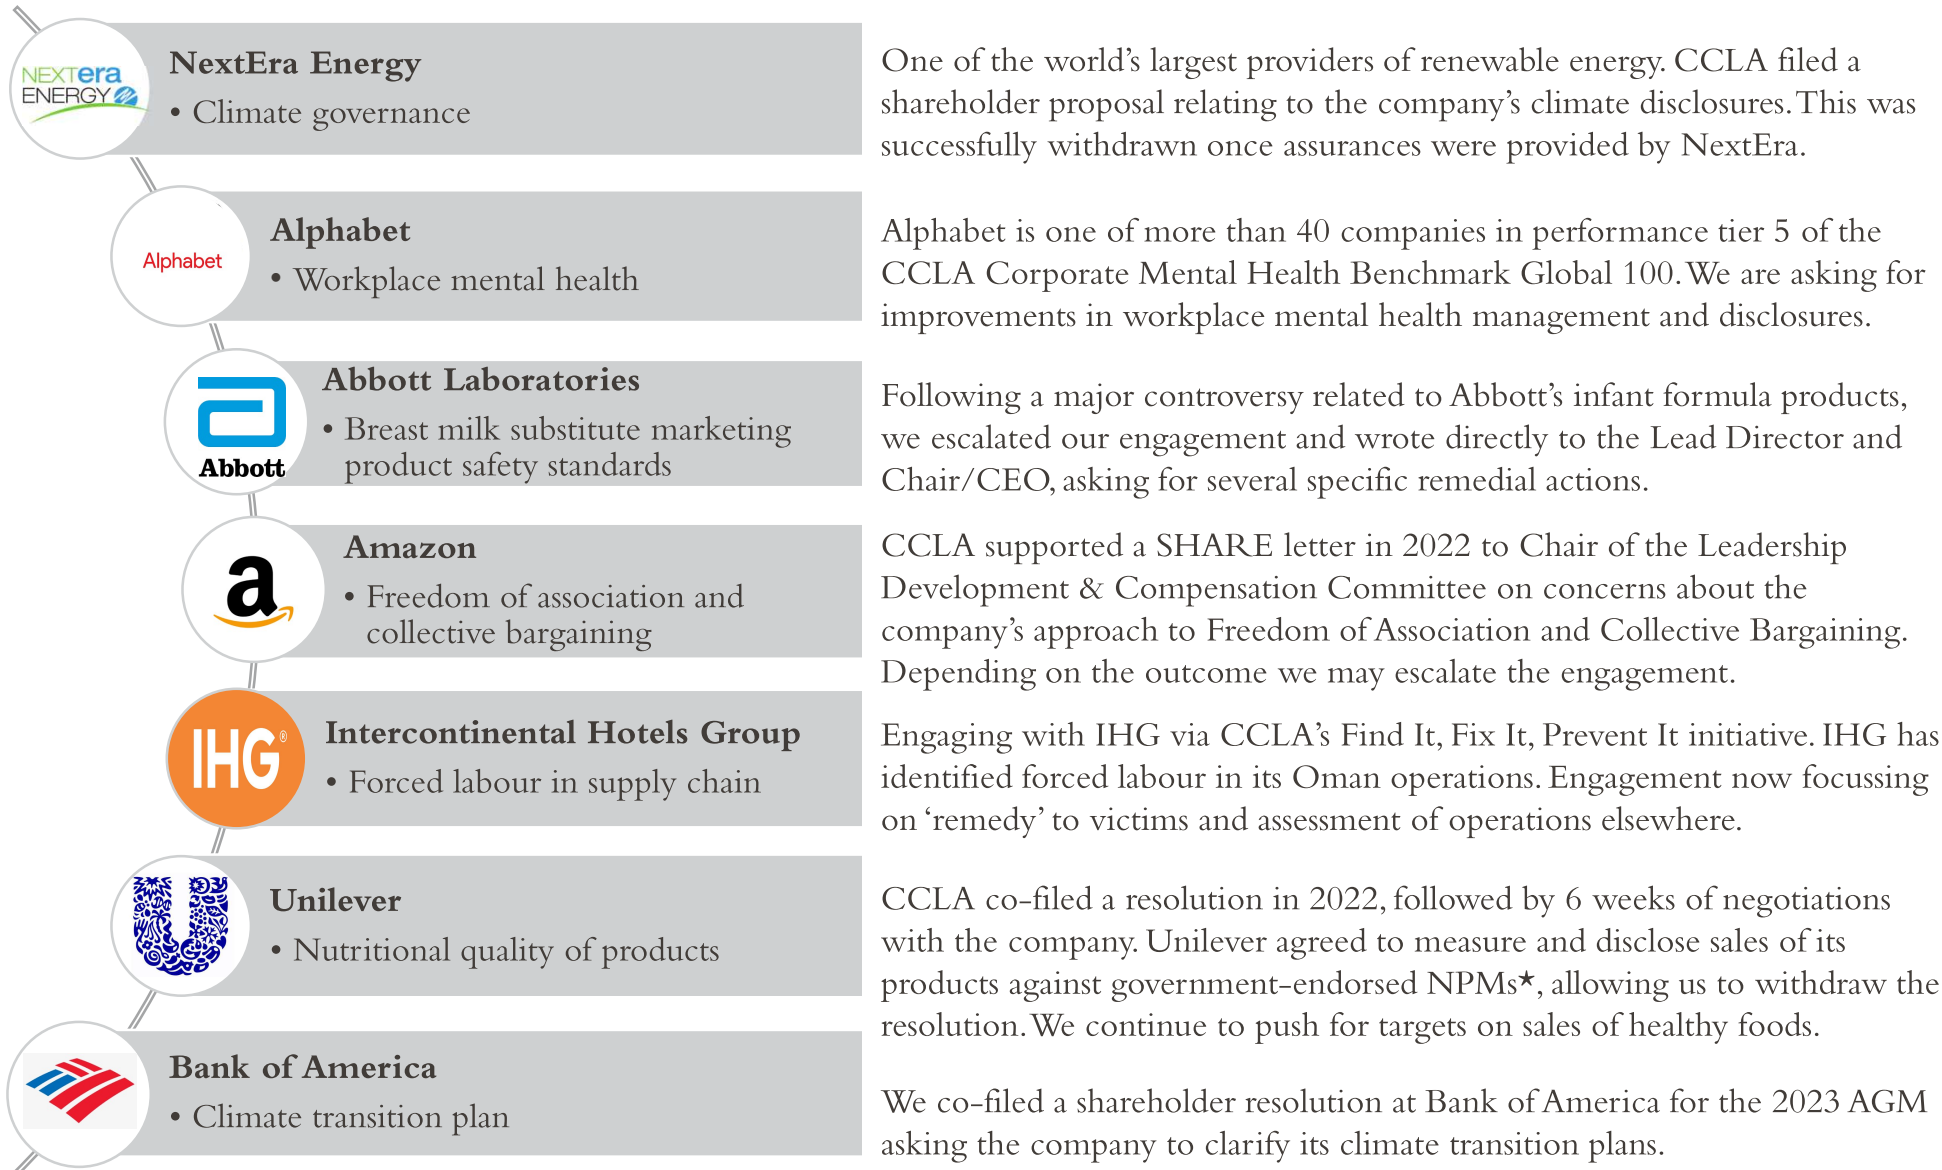 NEXTera
ENERGY
NextEra Energy
• Climate governance
One of the world’s largest providers of renewable energy. CCLA filed a
shareholder proposal relating to the company’s climate disclosures. This was
successfully withdrawn once assurances were provided by NextEra.
Alphabet
Alphabet
• Workplace mental health
Alphabet is one of more than 40 companies in performance tier 5 of the
CCLA Corporate Mental Health Benchmark Global 100. We are asking for
improvements in workplace mental health management and disclosures.
Abbott
Abbott Laboratories
• Breast milk substitute marketing
product safety standards
Following a major controversy related to Abbott’s infant formula products,
we escalated our engagement and wrote directly to the Lead Director and
Chair/CEO, asking for several specific remedial actions.
a
Amazon
• Freedom of association and
collective bargaining
CCLA supported a SHARE letter in 2022 to Chair of the Leadership
Development & Compensation Committee on concerns about the
company’s approach to Freedom of Association and Collective Bargaining.
Depending on the outcome we may escalate the engagement.
IHG®
Intercontinental Hotels Group
• Forced labour in supply chain
Engaging with IHG via CCLA’s Find It, Fix It, Prevent It initiative. IHG has
identified forced labour in its Oman operations. Engagement now focussing
on ‘remedy’ to victims and assessment of operations elsewhere.
Unilever
• Nutritional quality of products
CCLA co-filed a resolution in 2022, followed by 6 weeks of negotiations
with the company. Unilever agreed to measure and disclose sales of its
products against government-endorsed NPMs★, allowing us to withdraw the
resolution. We continue to push for targets on sales of healthy foods.
Bank of America
• Climate transition plan
We co-filed a shareholder resolution at Bank of America for the 2023 AGM
asking the company to clarify its climate transition plans.